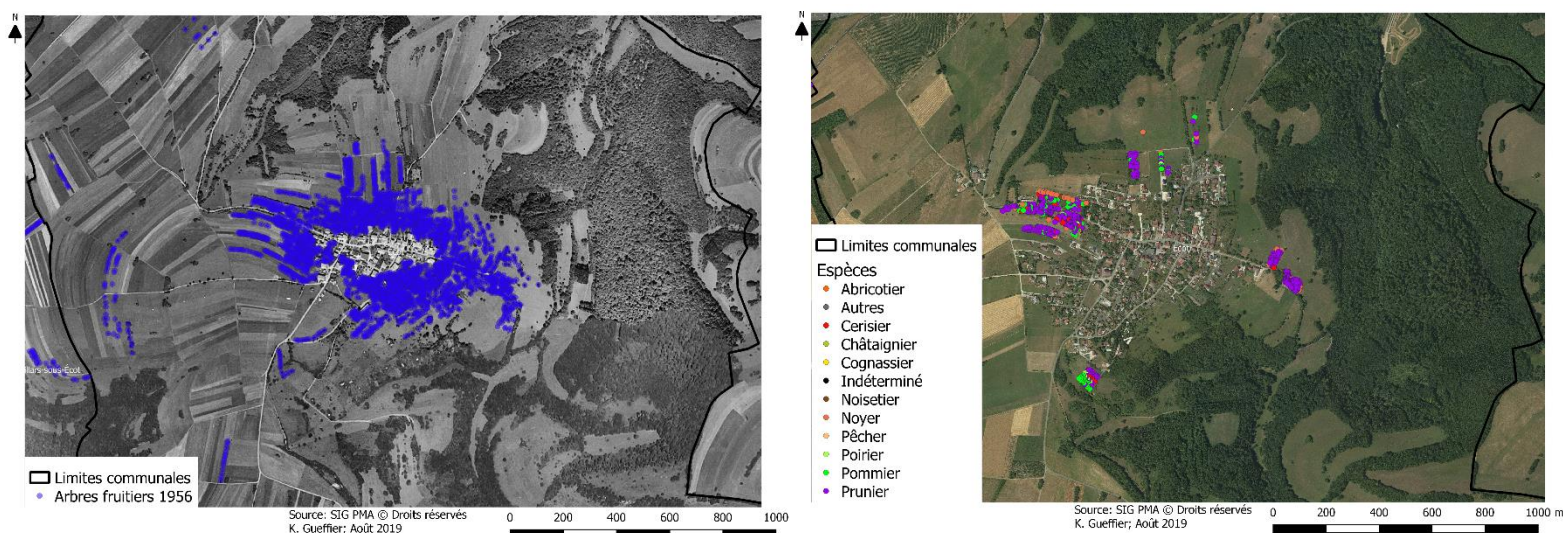 N
Limites communales
Arbres fruitiers 1956
Source: SIG PMA © Droits réservés
K. Gueffier; Août 2019
0 200 400 600 800 1000
N
Limites communales
Espèces
Abricotier
Autres
Cerisier
Châtaignier
Cognassier
Indéterminé
Noisetier
Noyer
Pêcher
Poirier
Pommier
Prunier
Source: SIG PMA © Droits réservés
K. Gueffier; Août 2019
0 200 400 600 800 1000 m